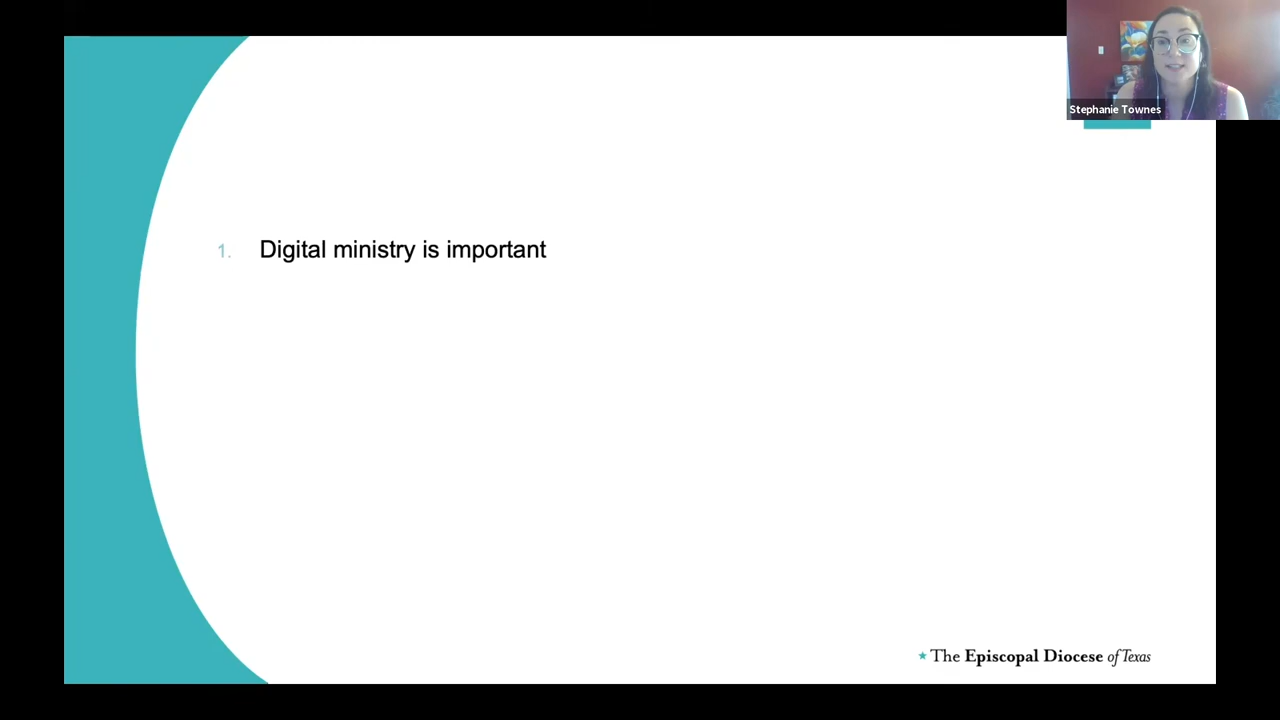 Stephanie Townes
1. Digital ministry is important
The Episcopal Diocese of Texas